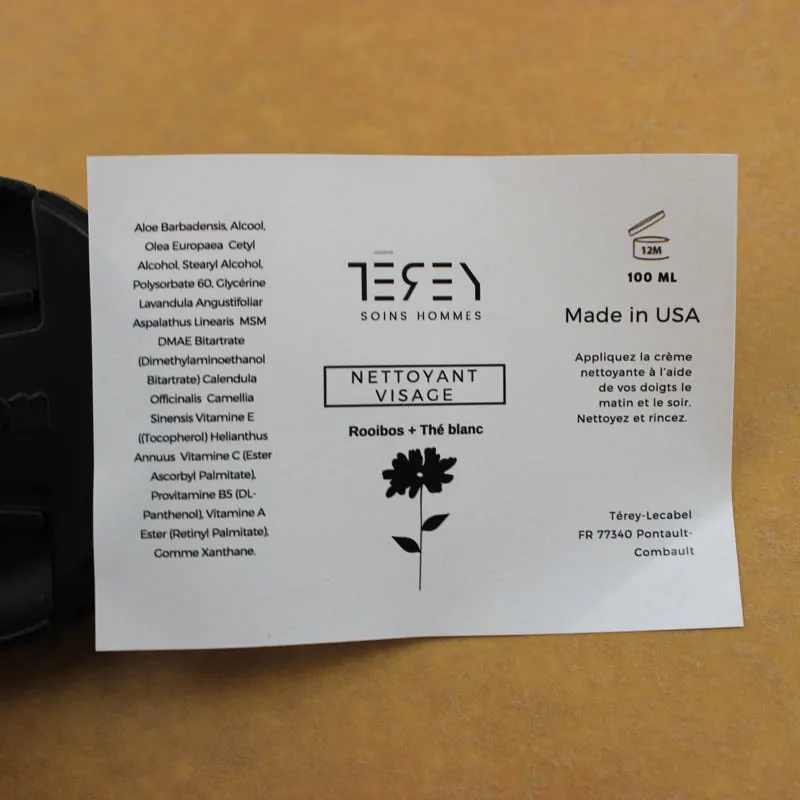 Aloe Barbadensis, Alcool,
Olea Europaea Cetyl
Alcohol, Stearyl Alcohol,
Polysorbate 60, Glycérine
Lavandula Angustifoliar
Aspalathus Linearis MSM
DMAE Bitartrate
(Dimethylaminoethanol
Bitartrate) Calendula
Officinalis Camellia
Sinensis Vitamine E
((Tocopherol) Helianthus
Annuus Vitamine C (Ester
Ascorbyl Palmitate),
Provitamine B5 (DL-
Panthenol), Vitamine A
Ester (Retinyl Palmitate),
Gomme Xanthane.
TĒREY
SOINS HOMMES
NETTOYANT
VISAGE
Rooibos + Thé blanc
12M
100 ML
Made in USA
Appliquez la crème
nettoyante à l'aide
de vos doigts le
matin et le soir.
Nettoyez et rincez.
Térey-Lecabel
FR 77340 Pontault-
Combault